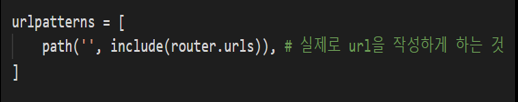 urlpatterns = [
    path('', include(router.urls)), # 실제로 url을 작성하게 하는 것
]